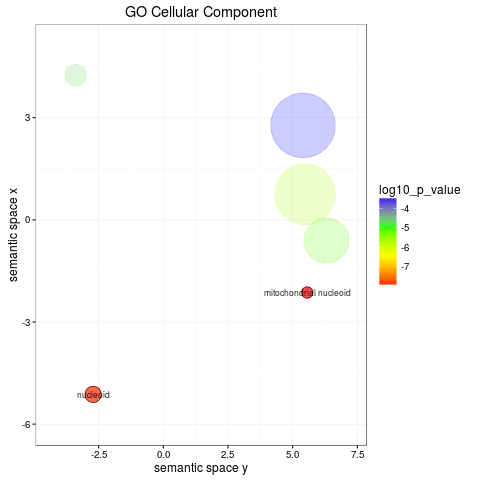 GO Cellular Component
semantic space x
3
0
-3
-6
mitochondrial nucleoid
nucleoid
-2.5
0.0
2.5
5.0
7.5
semantic space y
log10_p_value
-4
-5
-6
-7